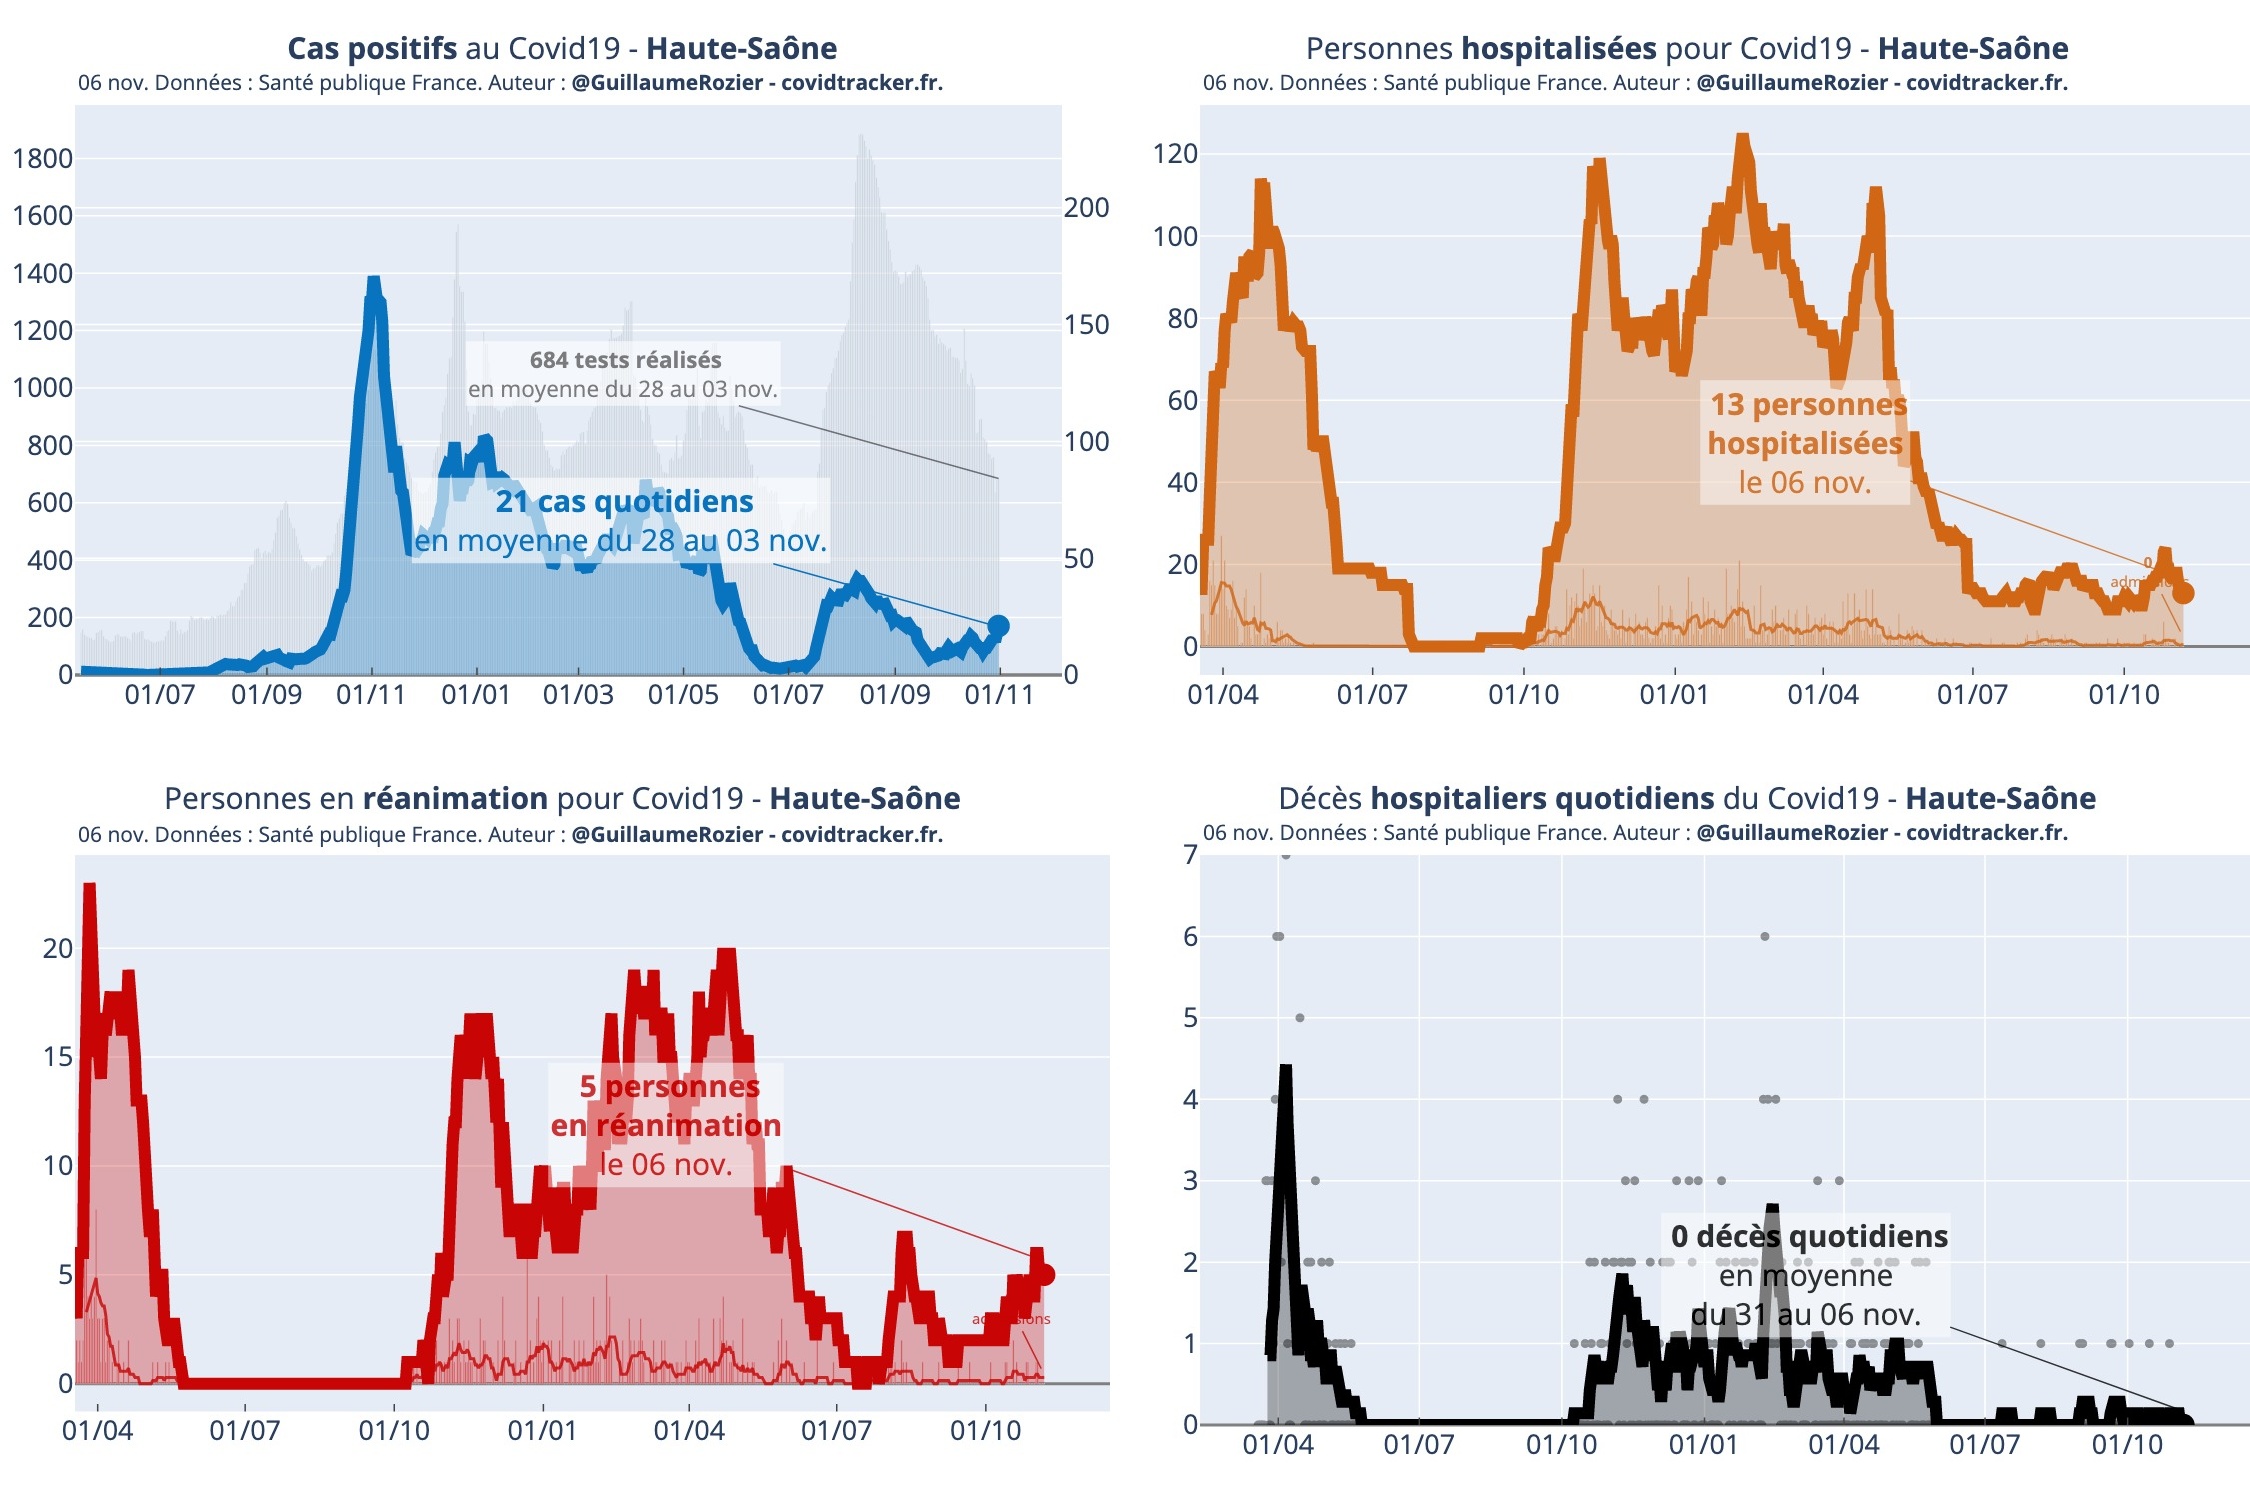 Cas positifs au Covid19 - Haute-Saône
06 nov. Données : Santé publique France. Auteur : @GuillaumeRozier - covidtracker.fr.
1800
1600
1400
1200
1000
800
600
400
200
0
200
150
100
50
0
684 tests réalisés
en moyenne du 28 au 03 nov.
21 cas quotidiens
en moyenne du 28 au 03 nov.
01/07 01/09 01/11 01/01 01/03 01/05 01/07 01/09 01/11
Personnes hospitalisées pour Covid19 - Haute-Saône
06 nov. Données : Santé publique France. Auteur : @GuillaumeRozier - covidtracker.fr.
120
100
80
60
40
20
0
13 personnes
hospitalisées
le 06 nov.
0
01/04 01/07 01/10 01/01 01/04 01/07 01/10
Personnes en réanimation pour Covid19 - Haute-Saône
06 nov. Données : Santé publique France. Auteur : @GuillaumeRozier - covidtracker.fr.
20
15
10
5
0
5 personnes
en réanimation
le 06 nov.
01/04 01/07 01/10 01/01 01/04 01/07 01/10
Décès hospitaliers quotidiens du Covid19 - Haute-Saône
06 nov. Données : Santé publique France. Auteur : @GuillaumeRozier - covidtracker.fr.
7
6
5
4
3
2
1
0
0 décès quotidiens
en moyenne
du 31 au 06 nov.
01/04 01/07 01/10 01/01 01/04 01/07 01/10